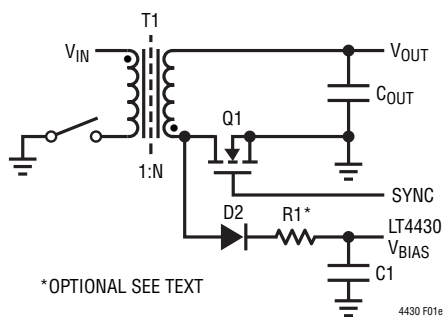 T1
V_IN
V_OUT
C_OUT
Q1
1:N
SYNC
D2
R1*
LT4430
V_BIAS
C1
*OPTIONAL SEE TEXT
4430 F01e